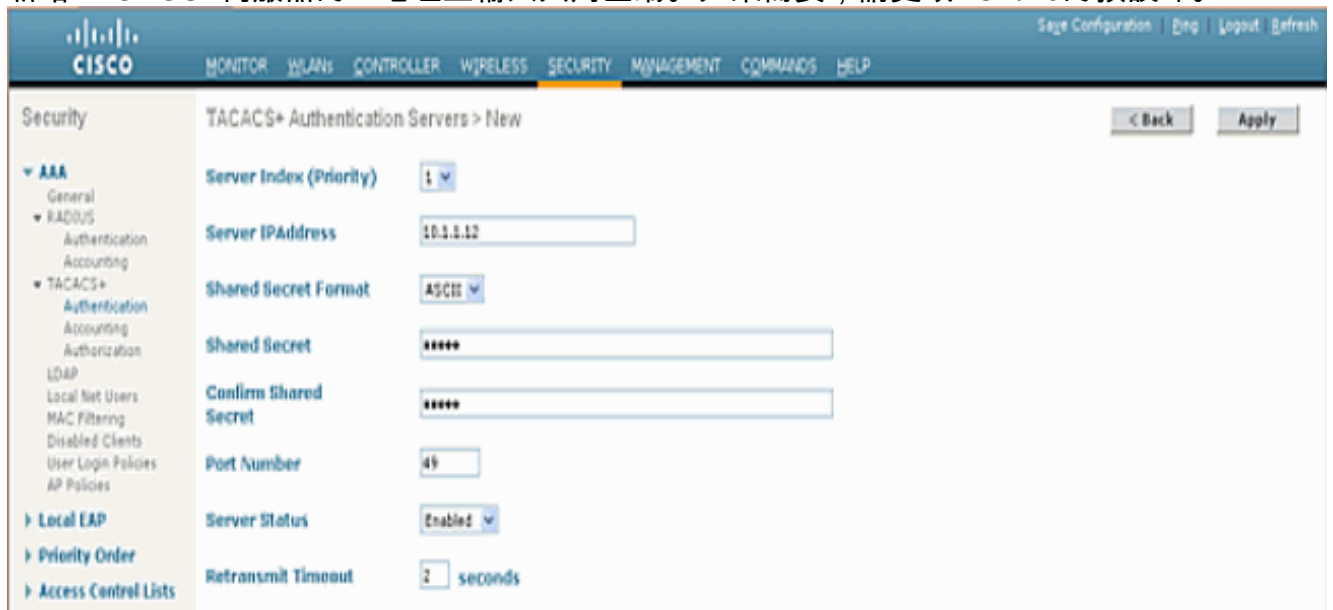 Save Configuration | Ping | Logout | Refresh
CISCO
MONITOR WLANs CONTROLLER WIRELESS SECURITY MANAGEMENT COMMANDS HELP
Security
TACACS+ Authentication Servers > New
< Back
Apply
AAA
General
RADIUS
Authentication
Accounting
TACACS+
Authentication
Accounting
Authorization
LDAP
Local Net Users
MAC Filtering
Disabled Clients
User Login Policies
AP Policies
Local EAP
Priority Order
Access Control Lists
Server Index (Priority) 1
Server IPAddress 10.1.1.12
Shared Secret Format ASCII
Shared Secret •••••
Confirm Shared Secret •••••
Port Number 49
Server Status Enabled
Retransmit Timeout 2 seconds